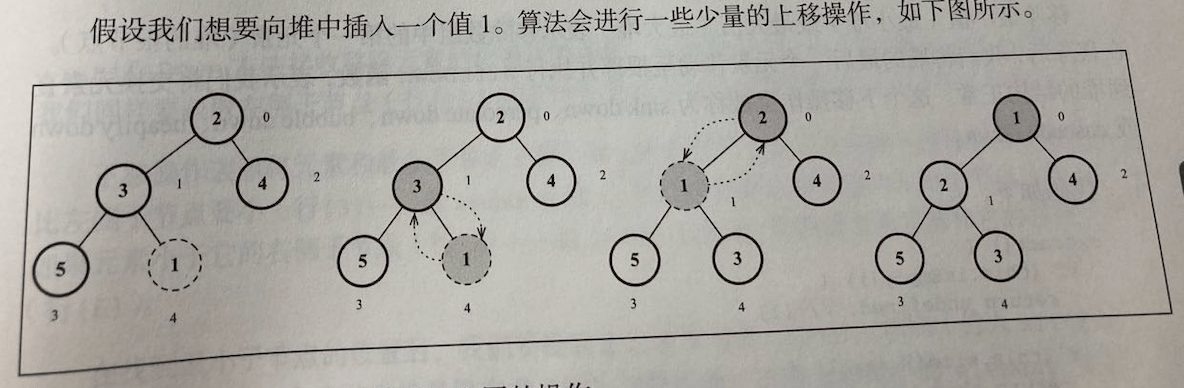 假设我们想要向堆中插入一个值 1。算法会进行一些少量的上移操作，如下图所示。
2 0 2 0 2 0 1 0
3 1 4 2 3 1 4 2 1 1 4 2 2 1 4 2
5 1 5 1 5 3 5 3
3 4 3 4 3 4 3 4